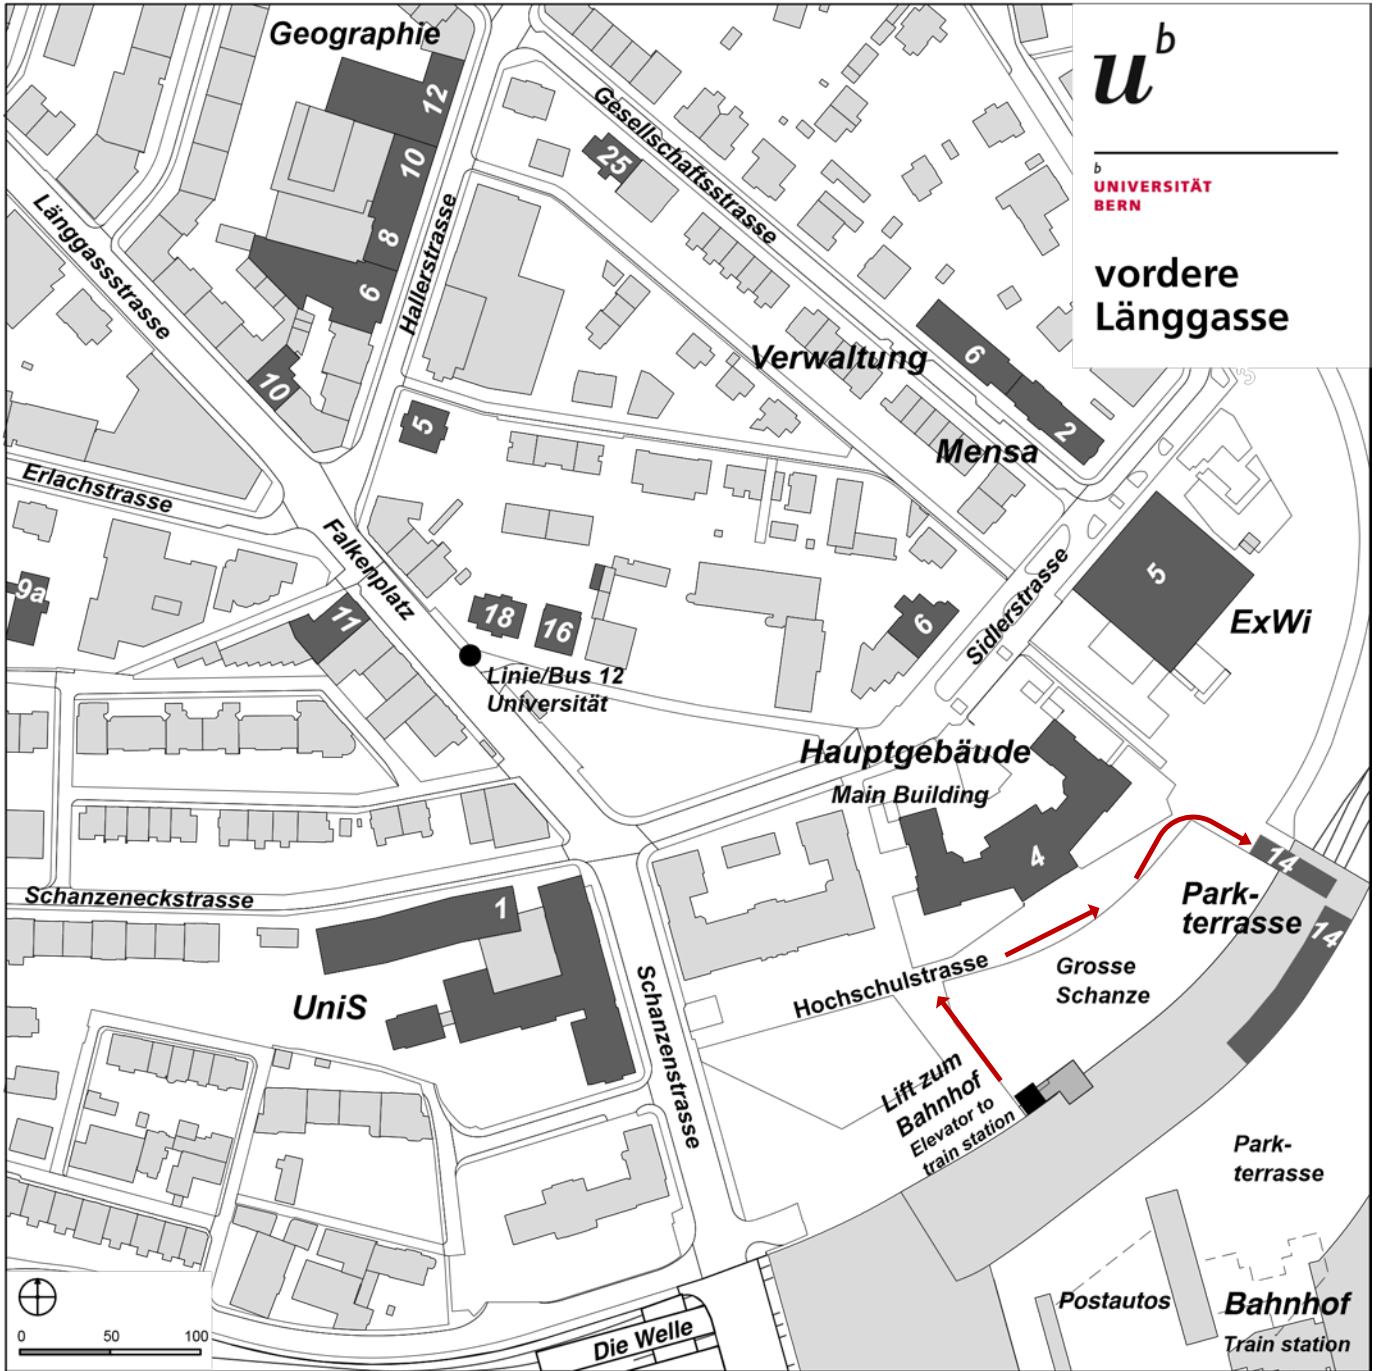 Geographie
12
10
8
6
10
Hallerstrasse
Länggassstrasse
25
Gesellschaftsstrasse
u
b
b
UNIVERSITÄT
BERN
vordere
Länggasse
Verwaltung
6
2
Mensa
5
Erlachstrasse
Falkenplatz
9a
11
18
16
Linie/Bus 12
Universität
6
Sidlerstrasse
5
ExWi
Hauptgebäude
Main Building
4
14
14
Park-
terrasse
Schanzeneckstrasse
1
UniS
Schanzenstrasse
Hochschulstrasse
Grosse
Schanze
Lift zum
Bahnhof
Elevator to
train station
Park-
terrasse
Postautos
Bahnhof
Train station
Die Welle
0 50 100